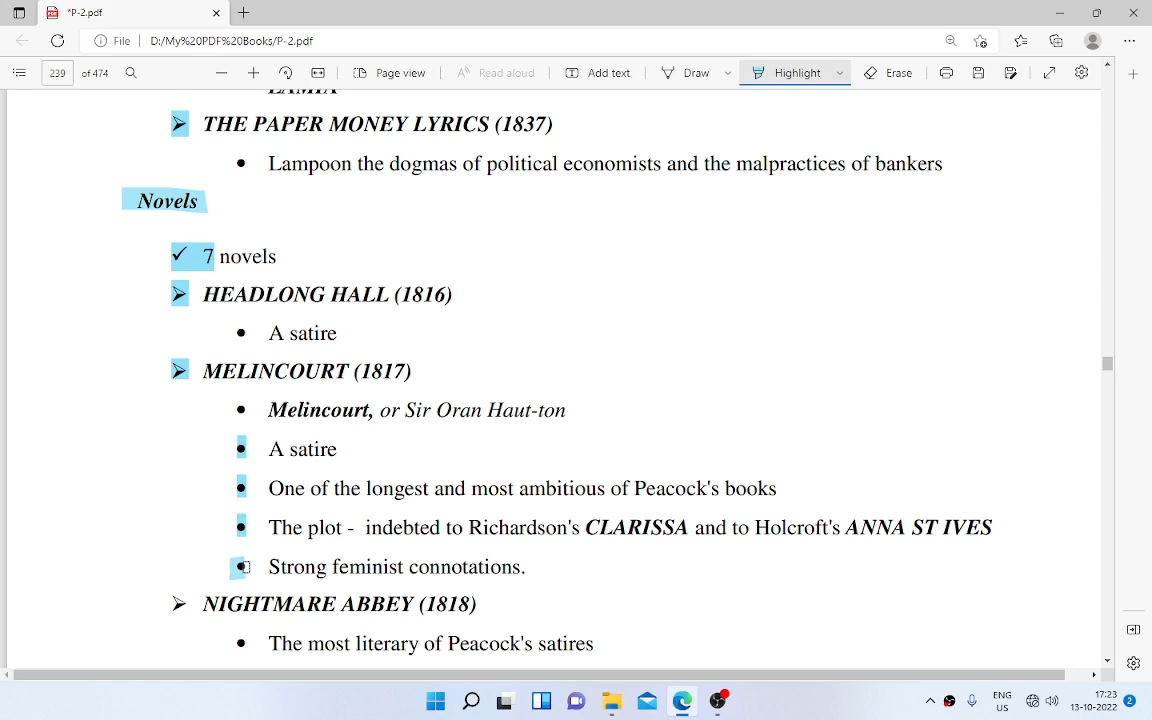 *P-2.pdf
File D:/My%20PDF%20Books/P-2.pdf
239 of 474 Page view Read aloud Add text Draw Highlight Erase
LAMIA
THE PAPER MONEY LYRICS (1837)
Lampoon the dogmas of political economists and the malpractices of bankers
Novels
7 novels
HEADLONG HALL (1816)
A satire
MELINCOURT (1817)
Melincourt, or Sir Oran Haut-ton
A satire
One of the longest and most ambitious of Peacock's books
The plot - indebted to Richardson's CLARISSA and to Holcroft's ANNA ST IVES
Strong feminist connotations.
NIGHTMARE ABBEY (1818)
The most literary of Peacock's satires
ENG 17:23
US 13-10-2022 2